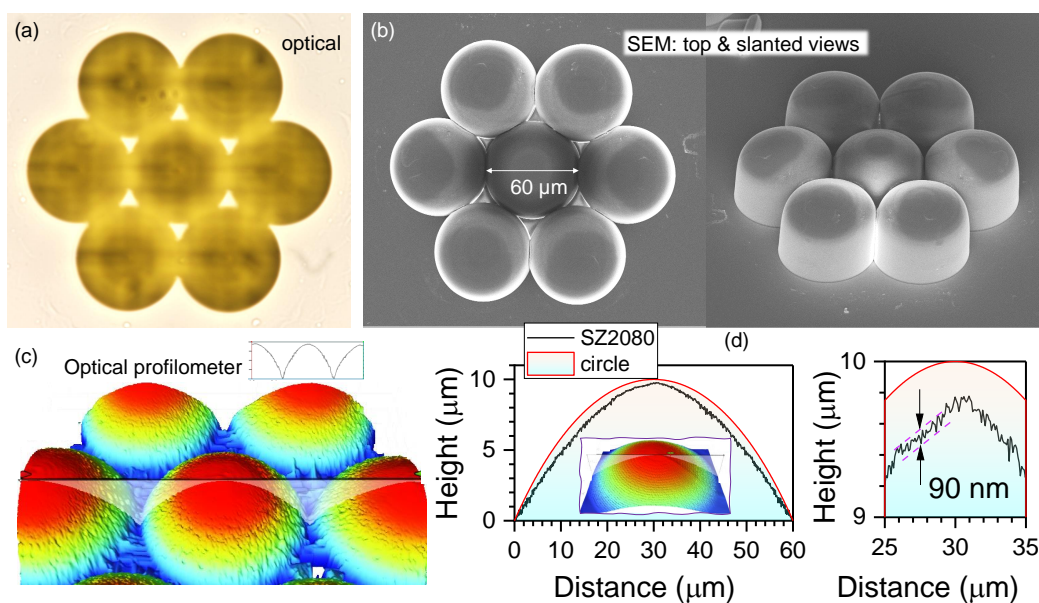 (a)
optical
(b)
SEM: top & slanted views
60 μm
(c)
Optical profilometer
(d)
SZ2080
circle
Height (μm)
10
5
0
0 10 20 30 40 50 60
Distance (μm)
Height (μm)
10
9
90 nm
25 30 35
Distance (μm)